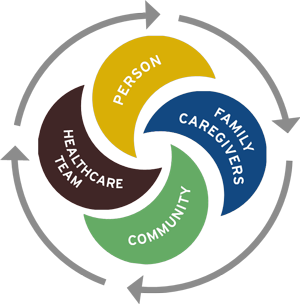 PERSON
FAMILY
CAREGIVERS
COMMUNITY
HEALTHCARE
TEAM